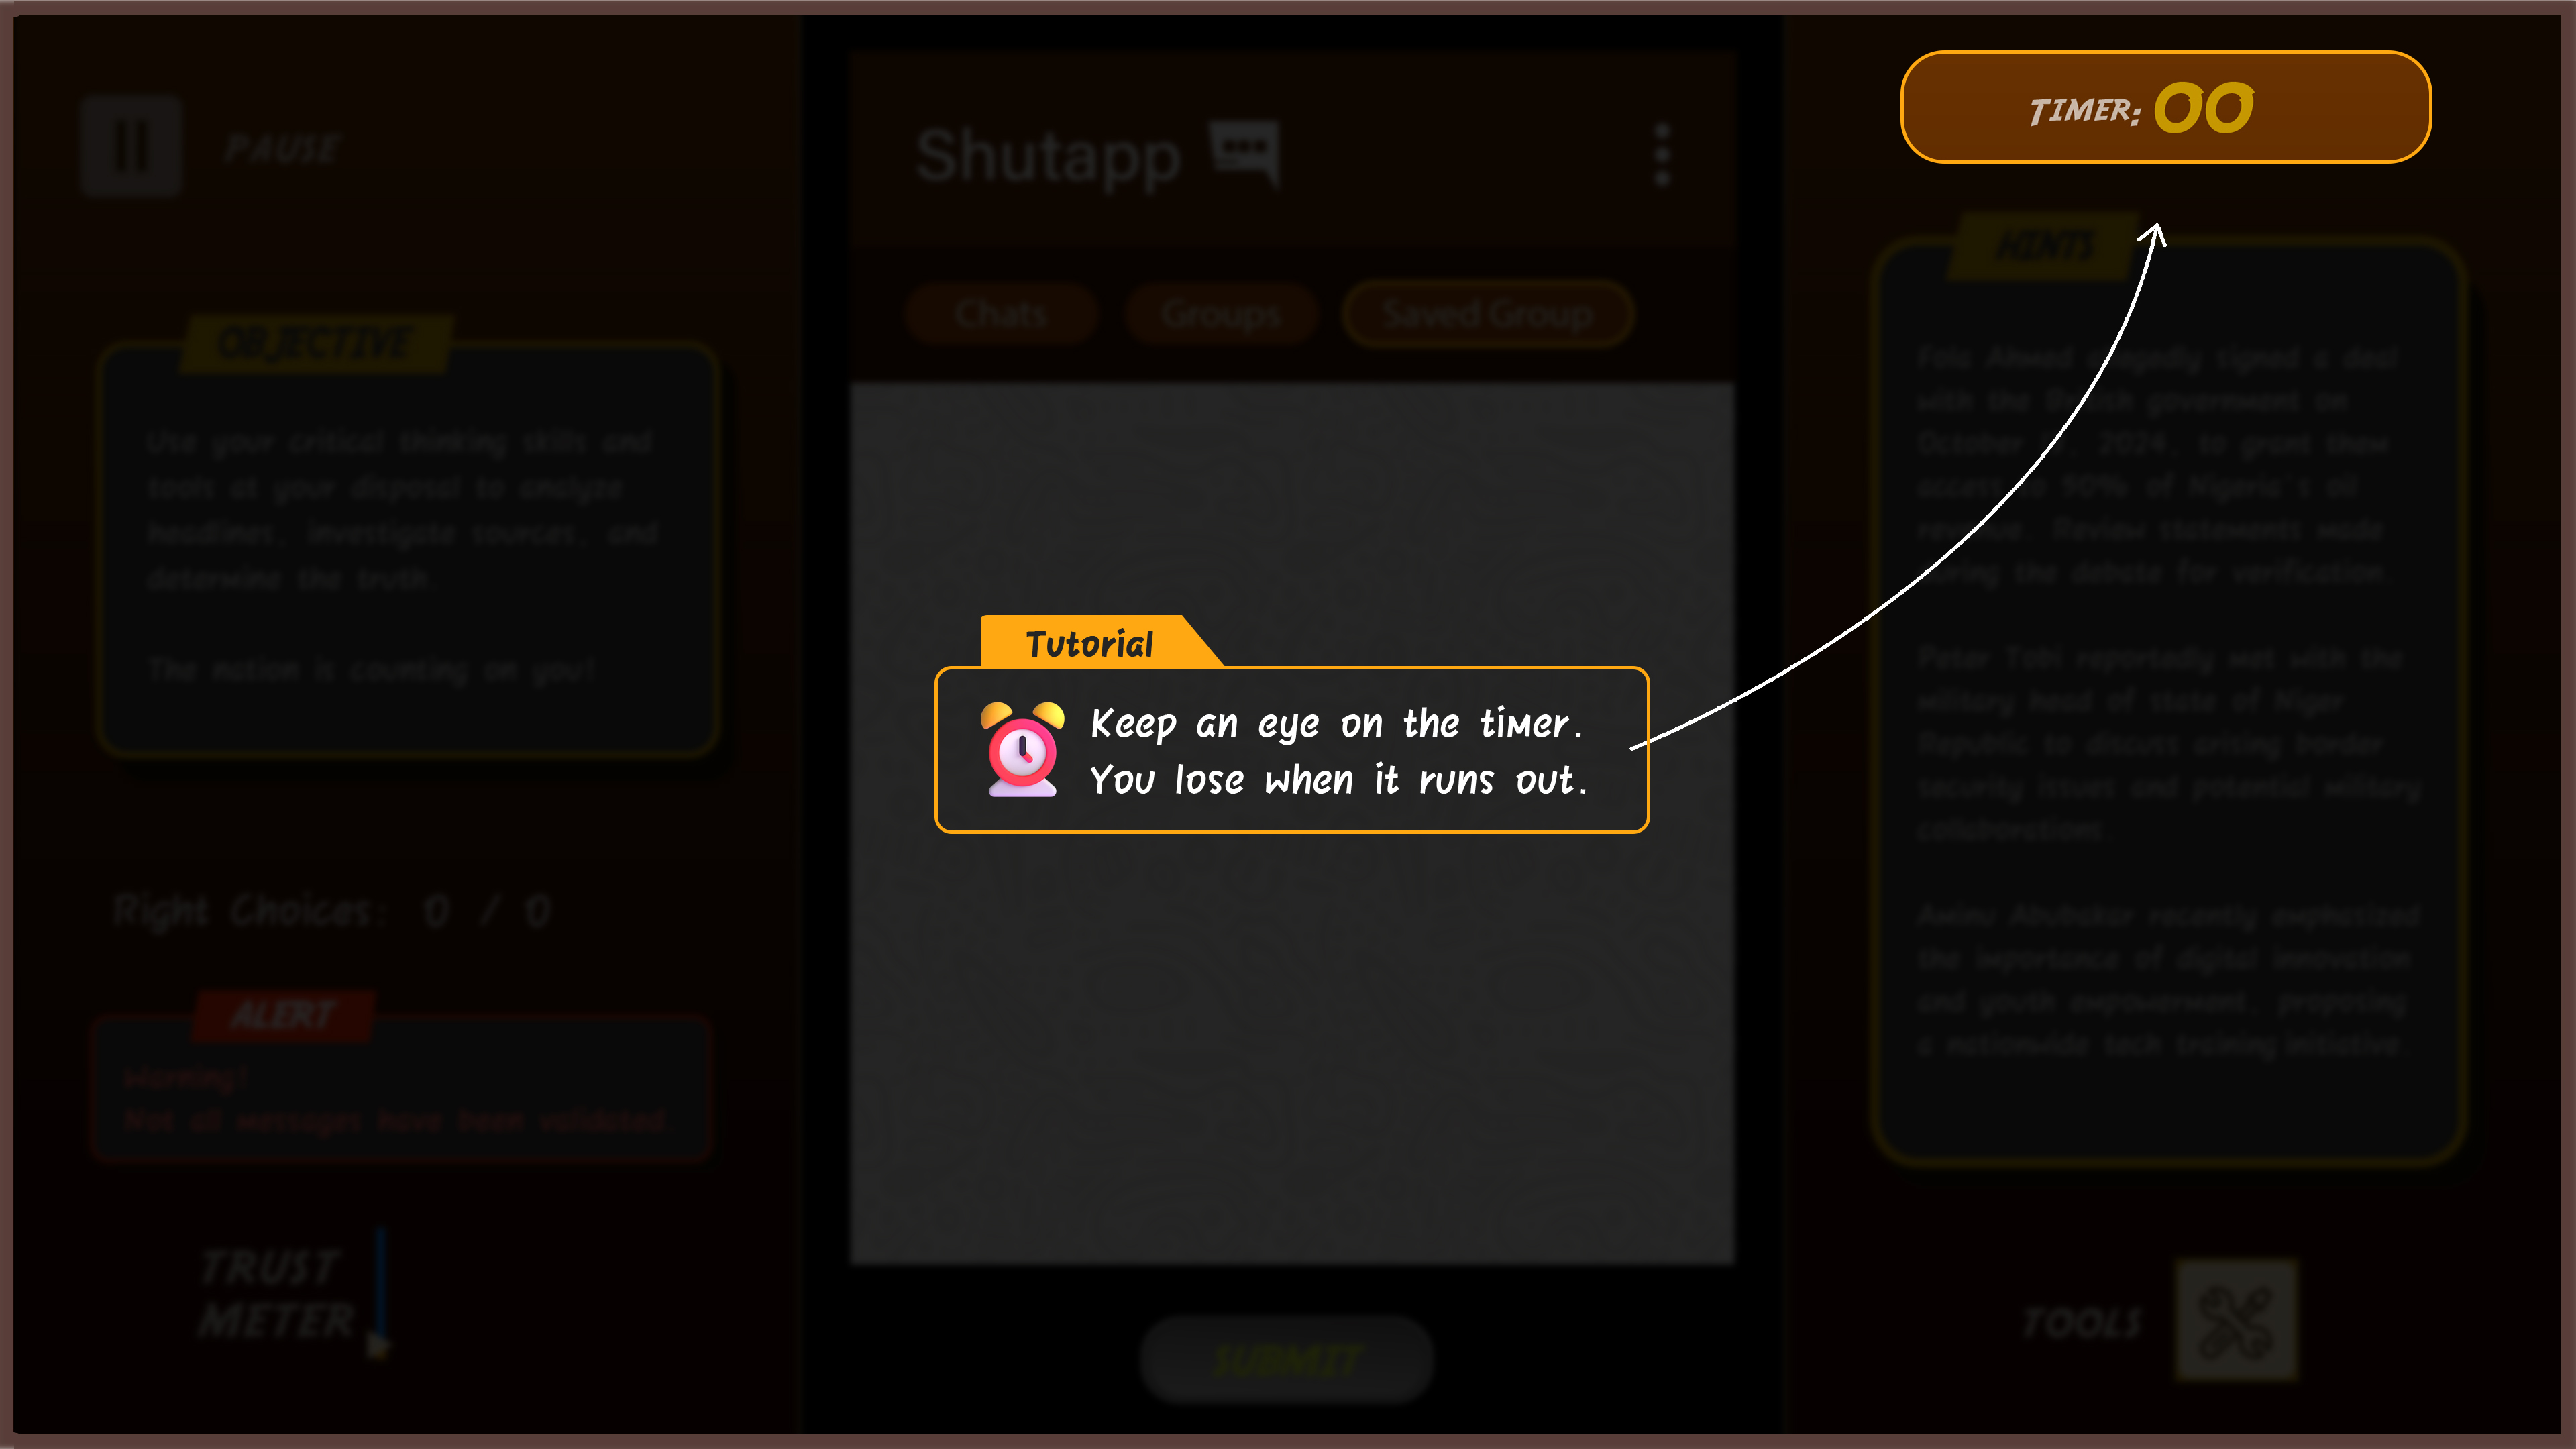 PAUSE
OBJECTIVE
Use your critical thinking skills and
tools at your disposal to analyze
headlines, investigate sources, and
determine the truth.
The nation is counting on you!
Right Choices: 0 / 0
ALERT
Warning!
Not all messages have been validated
TRUST
METER
Shutapp
Chats
Groups
Saved Group
Tutorial
Keep an eye on the timer.
You lose when it runs out.
SUBMIT
TIMER: 00
HINTS
Fola Ahmed allegedly signed a deal
with the British government on
October , 2024, to grant them
access to 90% of Nigeria's oil
revenue. Review statements made
during the debate for verification.
Peter Tobi reportedly met with the
military head of state of Niger
Republic to discuss arising border
security issues and potential military
collaborations.
Aminu Abubakar recently emphasized
the importance of digital innovation
and youth empowerment, proposing
a nationwide tech training initiative.
TOOLS